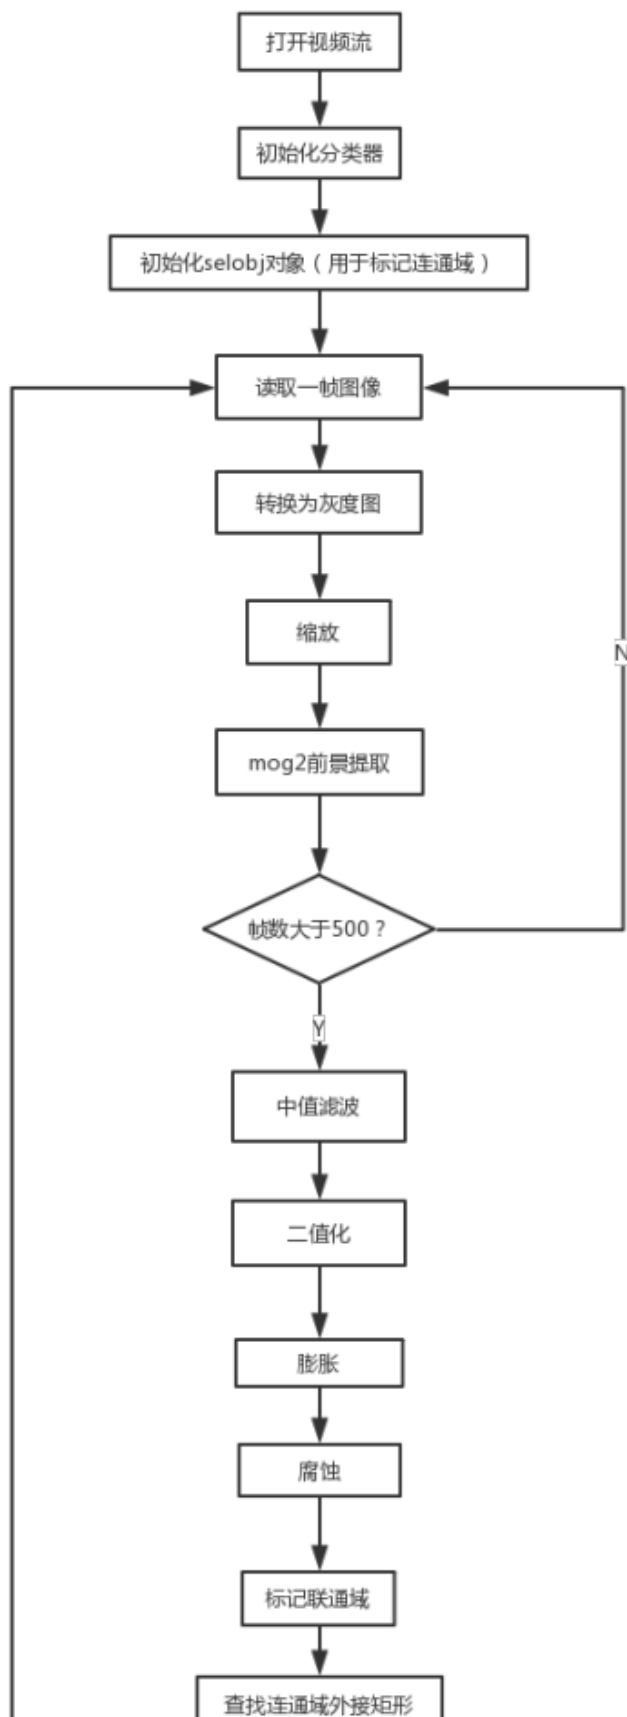 打开视频流
初始化分类器
初始化selobj对象（用于标记连通域）
读取一帧图像
转换为灰度图
缩放
N
mog2前景提取
帧数大于500？
Y
中值滤波
二值化
膨胀
腐蚀
标记联通域
查找连通域外接矩形